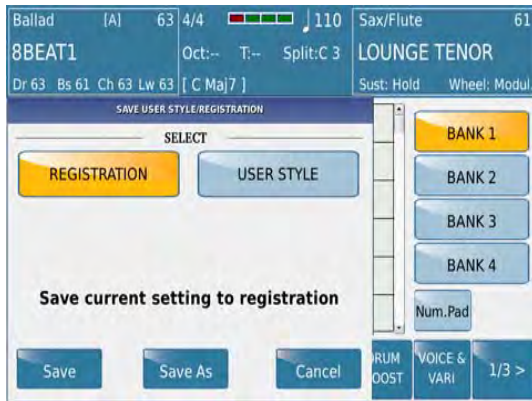 Ballad [A] 63 4/4 110 Sax/Flute 61
8BEAT1 Oct:-- T:-- Split:C 3 LOUNGE TENOR
Dr 63 Bs 61 Ch 63 Lw 63 [ C Maj7 ] Sust: Hold Wheel: Modul.
SAVE USER STYLE/REGISTRATION
SELECT
REGISTRATION USER STYLE
Save current setting to registration
Save Save As Cancel
BANK 1
BANK 2
BANK 3
BANK 4
Num.Pad
VOICE & VARI
1/3 >